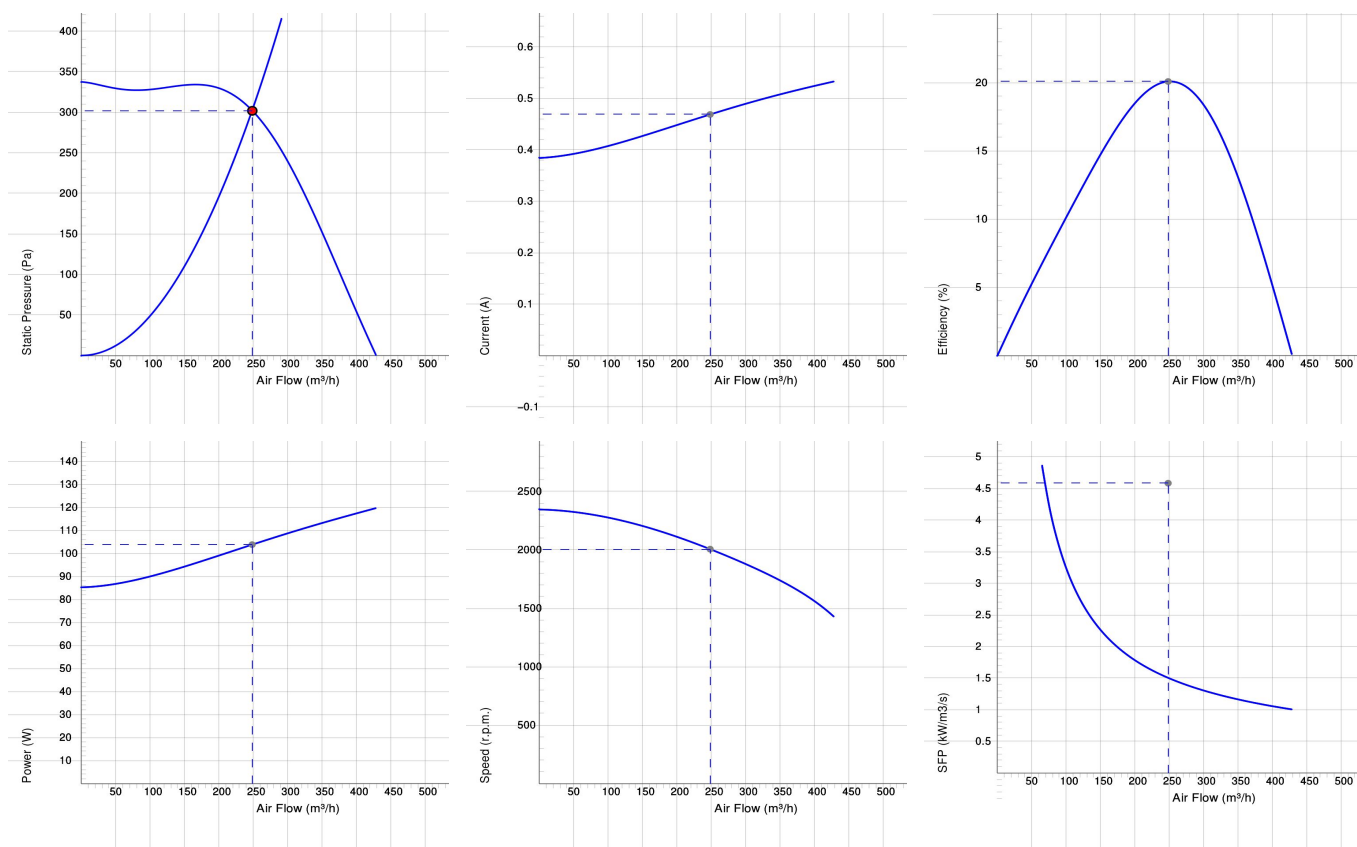 400
350
300
250
200
150
100
50
Static Pressure (Pa)
50 100 150 200 250 300 350 400 450 500
Air Flow (m³/h)
0.6
0.5
0.4
0.3
0.2
0.1
−0.1
Current (A)
50 100 150 200 250 300 350 400 450 500
Air Flow (m³/h)
20
15
10
5
Efficiency (%)
50 100 150 200 250 300 350 400 450 500
Air Flow (m³/h)
140
130
120
110
100
90
80
70
60
50
40
30
20
10
Power (W)
50 100 150 200 250 300 350 400 450 500
Air Flow (m³/h)
2500
2000
1500
1000
500
Speed (r.p.m.)
50 100 150 200 250 300 350 400 450 500
Air Flow (m³/h)
5
4.5
4
3.5
3
2.5
2
1.5
1
0.5
SFP (kW/m3/s)
50 100 150 200 250 300 350 400 450 500
Air Flow (m³/h)